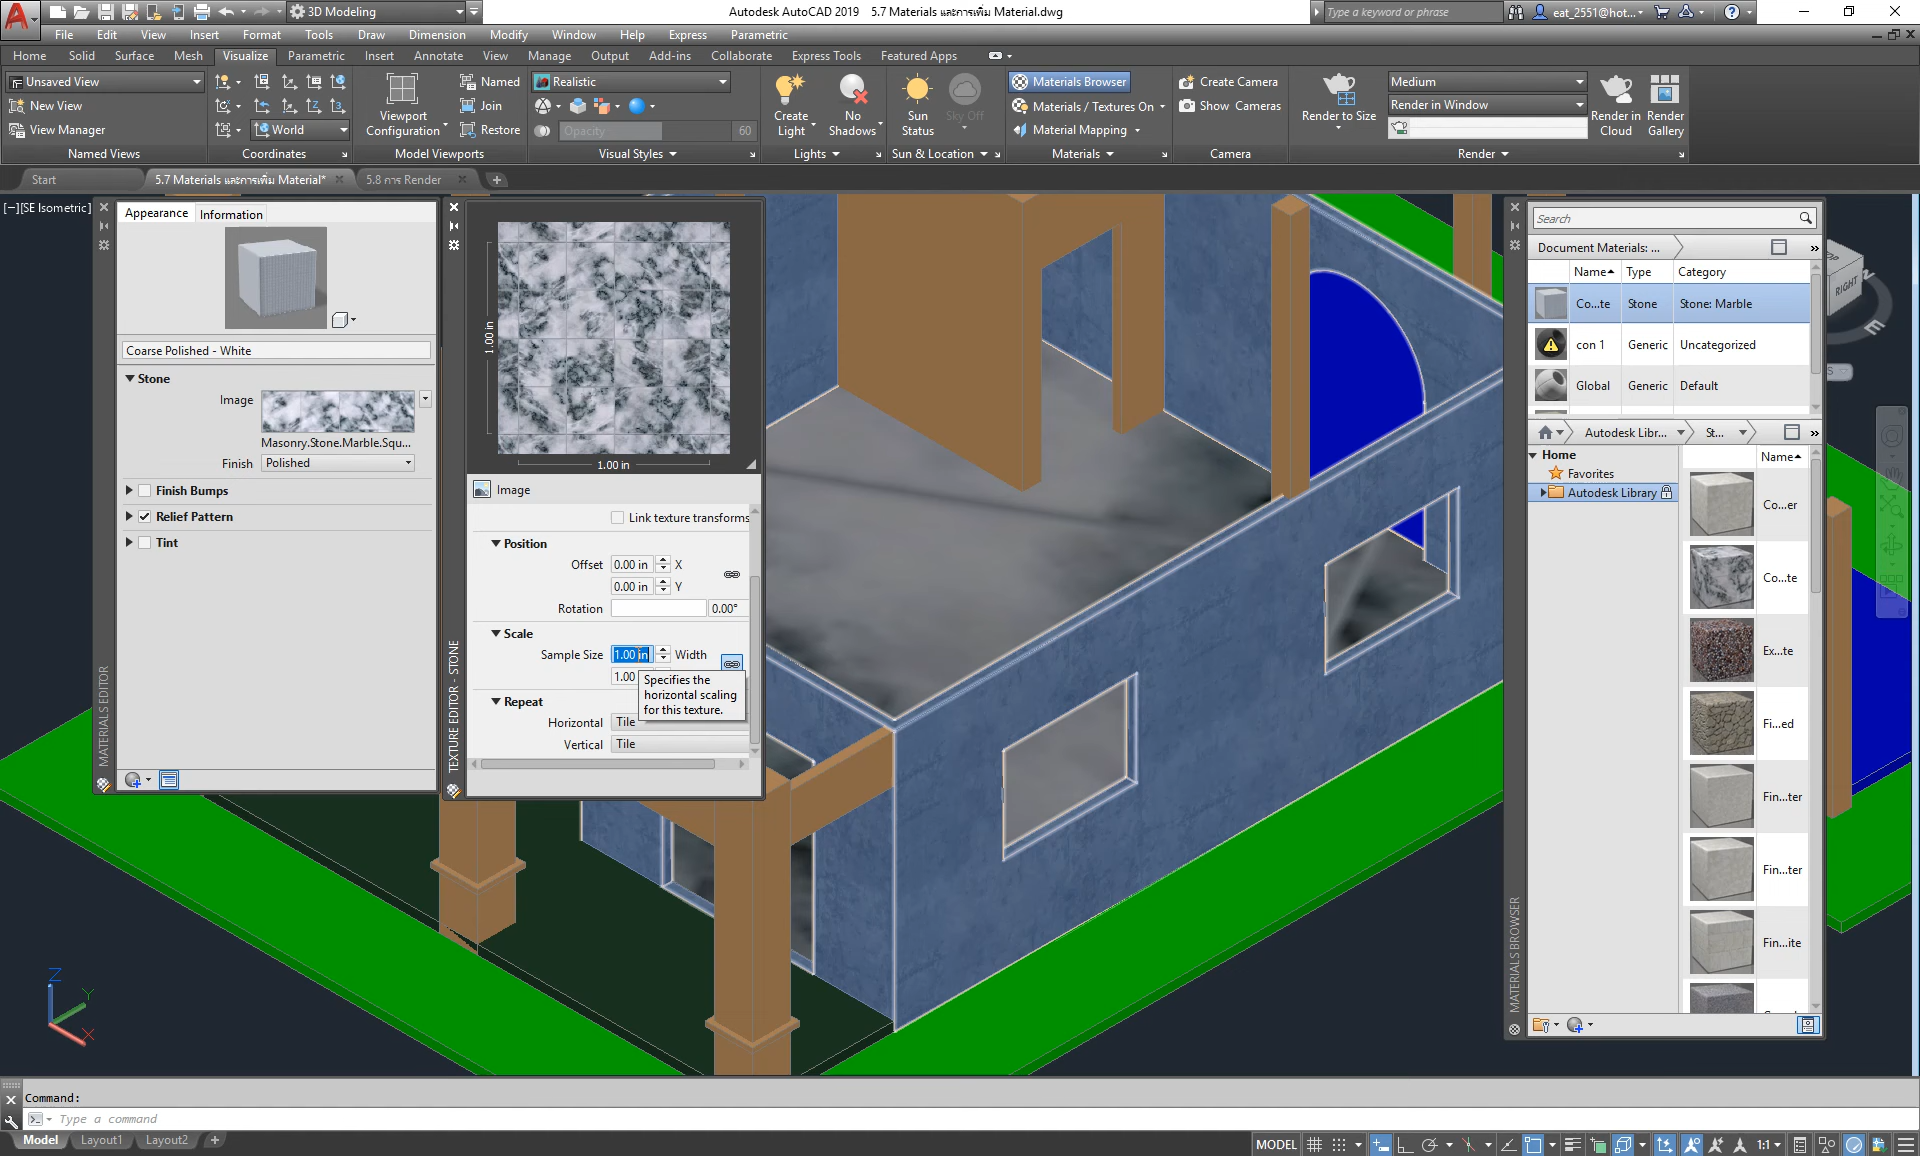 3D Modeling
Autodesk AutoCAD 2019 5.7 Materials และการเพิ่ม Material.dwg
Type a keyword or phrase
eat_2551@hot...
File Edit View Insert Format Tools Draw Dimension Modify Window Help Express Parametric
Home Solid Surface Mesh Visualize Parametric Insert Annotate View Manage Output Add-ins Collaborate Express Tools Featured Apps
Unsaved View
New View
View Manager
Named Views
World
Coordinates
Viewport
Configuration
Named
Join
Restore
Model Viewports
Realistic
Opacity 60
Visual Styles
Create
Light
No
Shadows
Lights
Sun
Status
Sky Off
Sun & Location
Materials Browser
Materials / Textures On
Material Mapping
Materials
Create Camera
Show Cameras
Camera
Render to Size
Medium
Render in Window
Render in
Cloud
Render
Gallery
Render
Start
5.7 Materials และการเพิ่ม Material*
5.8 การ Render
[−][SE Isometric]
Appearance
Information
Coarse Polished - White
Stone
Image
Masonry.Stone.Marble.Squ...
Finish Polished
Finish Bumps
Relief Pattern
Tint
MATERIALS EDITOR
1.00 in
1.00 in
Image
Link texture transforms
Position
Offset 0.00 in X
0.00 in Y
Rotation 0.00°
Scale
Sample Size 1.00 in Width
1.00
Specifies the
horizontal scaling
for this texture.
Repeat
Horizontal Tile
Vertical Tile
TEXTURE EDITOR - STONE
Search
Document Materials: ...
Name Type Category
Co...te Stone Stone: Marble
con 1 Generic Uncategorized
Global Generic Default
Autodesk Libr... St...
Home
Favorites
Autodesk Library
Name
Co...er
Co...te
Ex...te
Fi...ed
Fin...ter
Fin...ter
Fin...ite
MATERIALS BROWSER
RIGHT
E
Z
Y
X
Command:
Type a command
Model Layout1 Layout2
MODEL
1:1